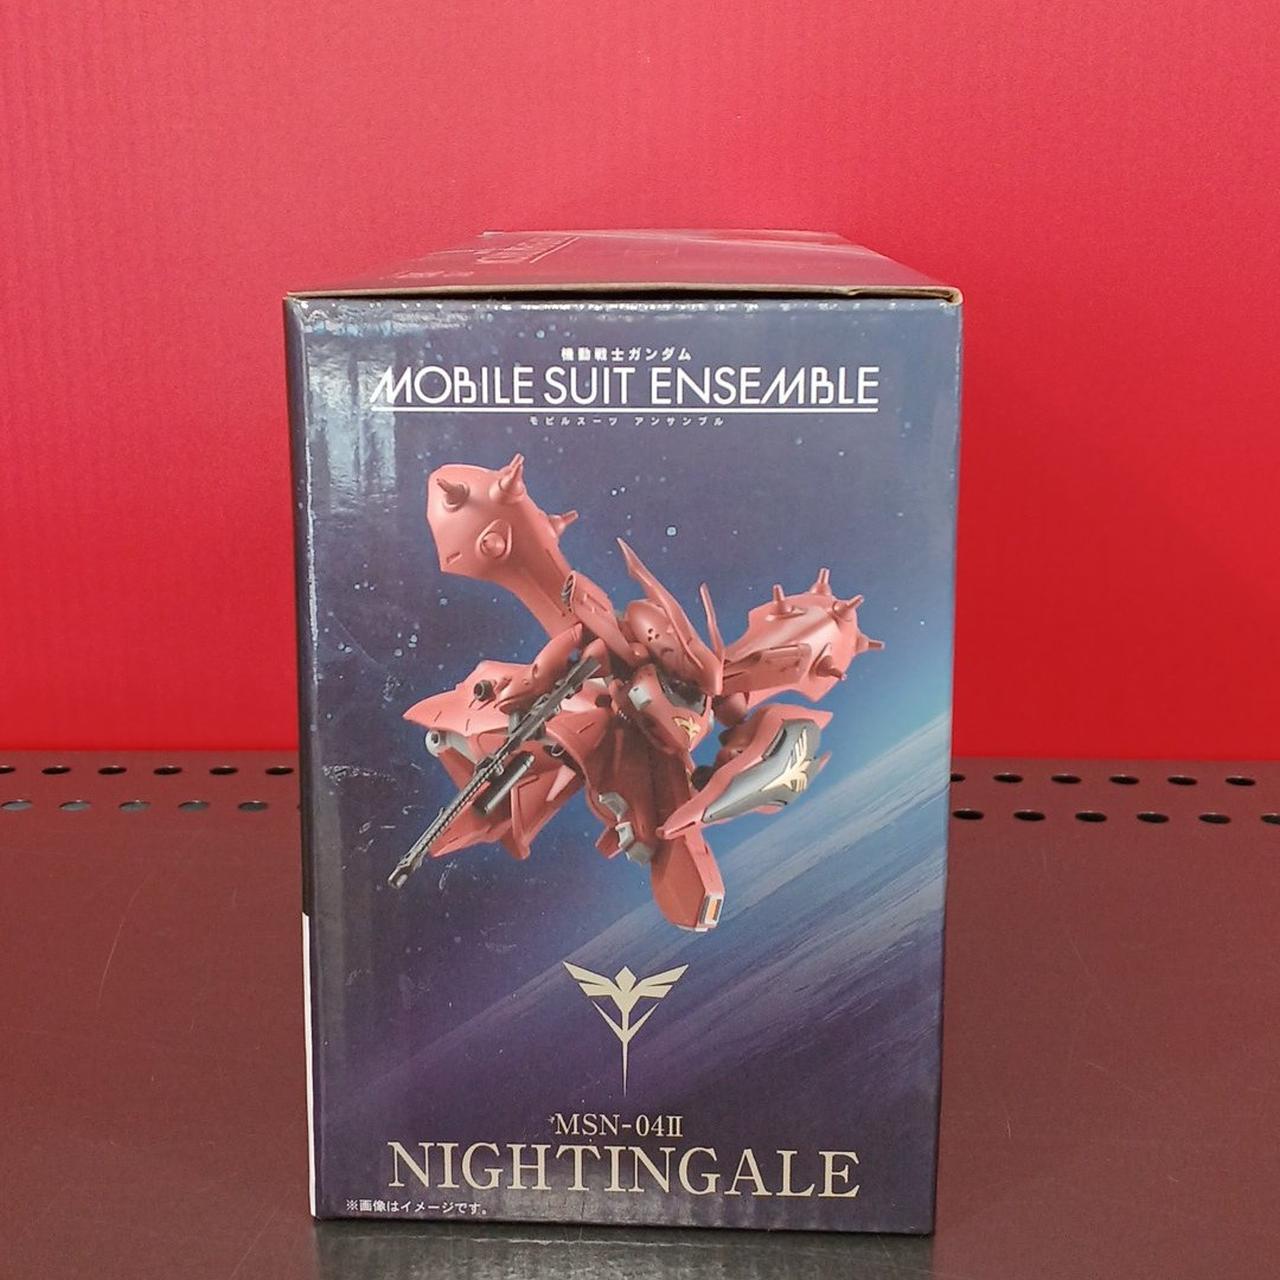 機動戦士ガンダム
MOBILE SUIT ENSEMBLE
モビルスーツ アンサンブル
MSN-04II
NIGHTINGALE
※画像はイメージです。